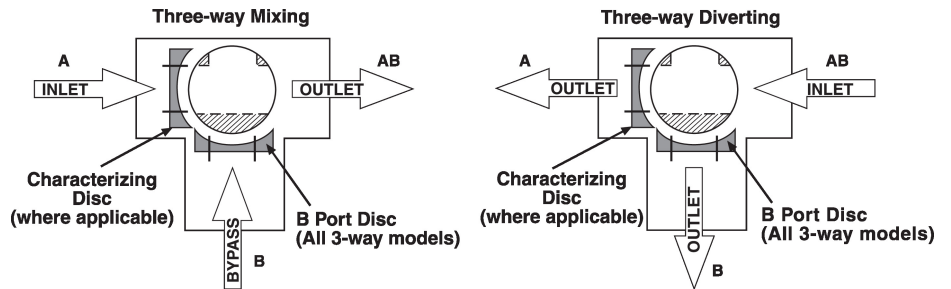 Three-way Mixing
A
INLET
AB
OUTLET
Characterizing
Disc
(where applicable)
BYPASS
B
B Port Disc
(All 3-way models)
Three-way Diverting
A
OUTLET
AB
INLET
Characterizing
Disc
(where applicable)
OUTLET
B
B Port Disc
(All 3-way models)